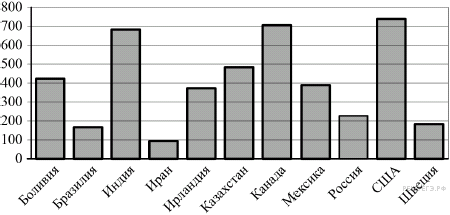 800
700
600
500
400
300
200
100
0
Боливия
Бразилия
Индия
Иран
Ирландия
Казахстан
Канада
Мексика
Россия
США
Швеция